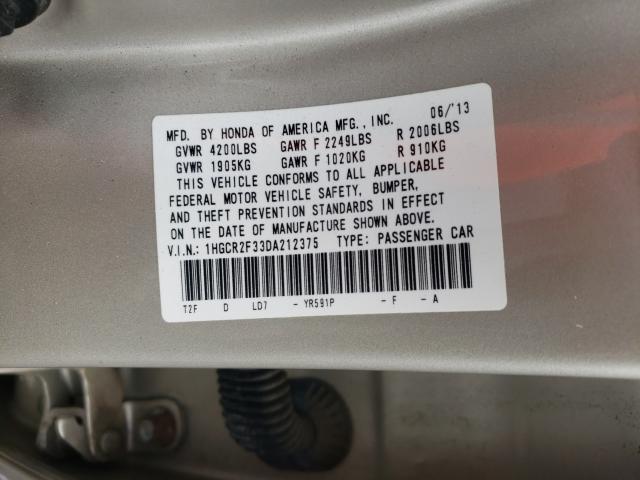 MFD. BY HONDA OF AMERICA MFG., INC. 06/'13
GVWR 4200LBS GAWR F 2249LBS R 2006LBS
GVWR 1905KG GAWR F 1020KG R 910KG
THIS VEHICLE CONFORMS TO ALL APPLICABLE
FEDERAL MOTOR VEHICLE SAFETY, BUMPER,
AND THEFT PREVENTION STANDARDS IN EFFECT
ON THE DATE OF MANUFACTURE SHOWN ABOVE.
V.I.N.: 1HGCR2F33DA212375 TYPE: PASSENGER CAR
T2F D LD7 - YR591P - F - A